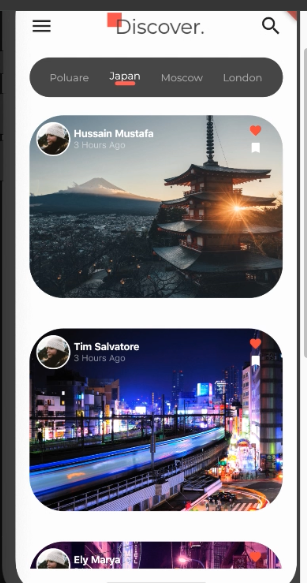 Discover.
Poluare Japan Moscow London
Hussain Mustafa
3 Hours Ago
Tim Salvatore
3 Hours Ago
Ely Marya